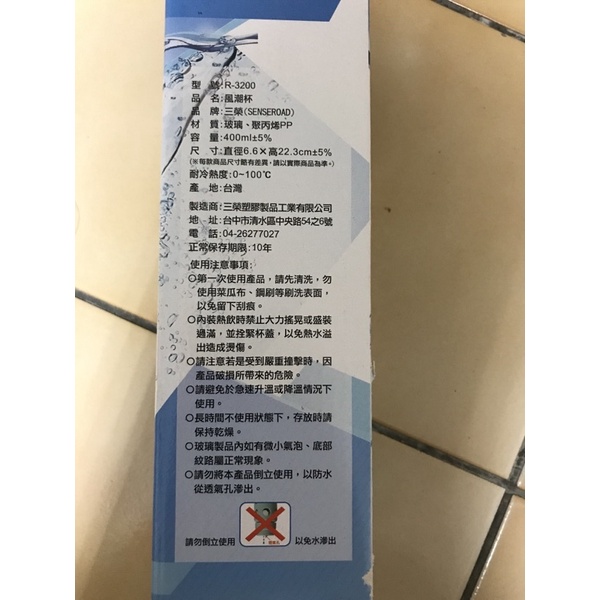 型　號:R-3200
品　名:風潮杯
品　牌:三榮(SENSEROAD)
材　質:玻璃、聚丙烯PP
容　量:400ml±5%
尺　寸:直徑6.6×高22.3cm±5%
(※每款商品尺寸略有差異，請以實際商品為準。)
耐冷熱度:0~100℃
產　地:台灣
製造商:三榮塑膠製品工業有限公司
地　址:台中市清水區中央路54之6號
電　話:04-26277027
正常保存期限:10年
使用注意事項:
○第一次使用產品，請先清洗，勿
使用菜瓜布、鋼刷等刷洗表面，
以免留下刮痕。
○內裝熱飲時禁止大力搖晃或盛裝
過滿，並拴緊杯蓋，以免熱水溢
出造成燙傷。
○請注意若是受到嚴重撞擊時，因
產品破損所帶來的危險。
○請避免於急速升溫或降溫情況下
使用。
○長時間不使用狀態下，存放時請
保持乾燥。
○玻璃製品內如有微小氣泡、底部
紋路屬正常現象。
○請勿將本產品倒立使用，以防水
從透氣孔滲出。
請勿倒立使用
以免水滲出